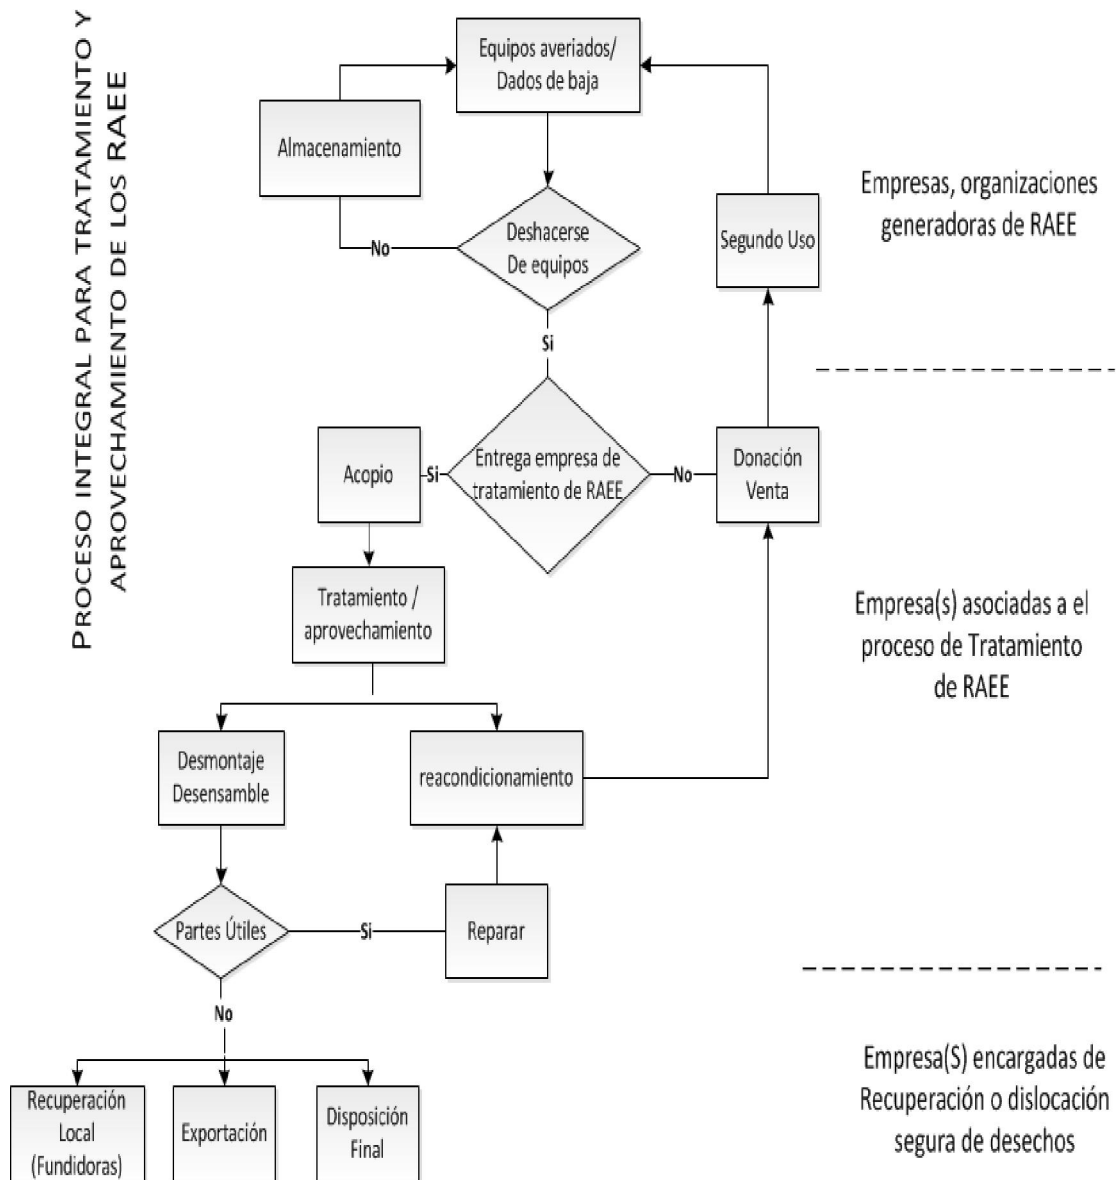 PROCESO INTEGRAL PARA TRATAMIENTO Y
APROVECHAMIENTO DE LOS RAEE
Equipos averiados/
Dados de baja
Almacenamiento
Deshacerse
De equipos
No
Segundo Uso
Empresas, organizaciones
generadoras de RAEE
Si
Acopio
Si
Entrega empresa de
tratamiento de RAEE
No
Donación
Venta
Tratamiento /
aprovechamiento
Empresa(s) asociadas a el
proceso de Tratamiento
de RAEE
Desmontaje
Desensamble
reacondicionamiento
Partes Útiles
Si
Reparar
No
Recuperación
Local
(Fundidoras)
Exportación
Disposición
Final
Empresa(S) encargadas de
Recuperación o dislocación
segura de desechos